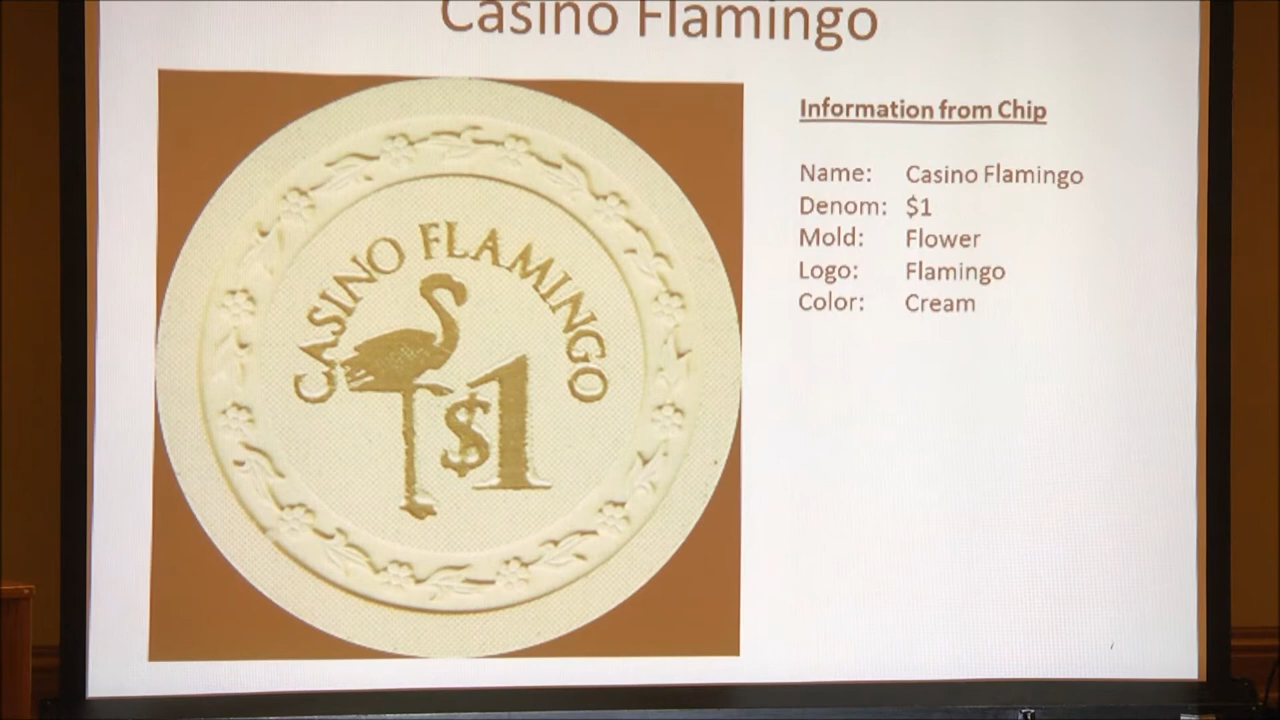 Casino Flamingo
CASINO FLAMINGO
$1
Information from Chip
Name: Casino Flamingo
Denom: $1
Mold: Flower
Logo: Flamingo
Color: Cream